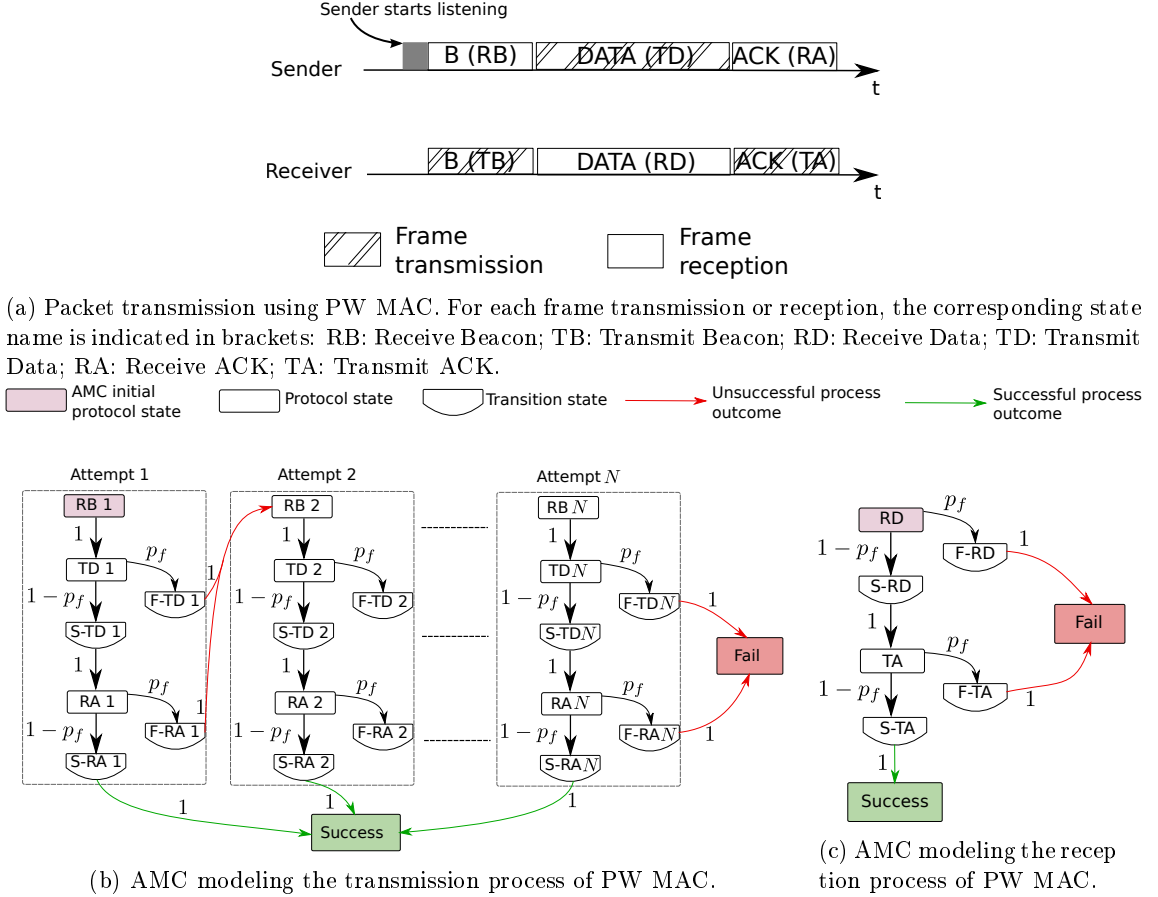 Sender starts listening
B (RB) DATA (TD) ACK (RA)
Sender
t
B (TB) DATA (RD) ACK (TA)
Receiver
t
Frame
transmission
Frame
reception
(a) Packet transmission using PW MAC. For each frame transmission or reception, the corresponding state
name is indicated in brackets: RB: Receive Beacon; TB: Transmit Beacon; RD: Receive Data; TD: Transmit
Data; RA: Receive ACK; TA: Transmit ACK.
AMC initial
protocol state
Protocol state
Transition state
Unsuccessful process
outcome
Successful process
outcome
Attempt 1
RB 1
1
TD 1
p_f
1
F-TD 1
1 − p_f
S-TD 1
1
RA 1
p_f
1
F-RA 1
1 − p_f
S-RA 1
1
Attempt 2
RB 2
1
TD 2
p_f
F-TD 2
1 − p_f
S-TD 2
1
RA 2
p_f
F-RA 2
1 − p_f
S-RA 2
1
Attempt N
RB N
1
TD N
p_f
F-TD N
1
1 − p_f
S-TD N
1
RA N
p_f
F-RA N
1
1 − p_f
S-RA N
1
Fail
Success
(b) AMC modeling the transmission process of PW MAC.
RD
p_f
F-RD
1
1 − p_f
S-RD
1
TA
p_f
F-TA
1
1 − p_f
S-TA
1
Fail
Success
(c) AMC modeling the recep
tion process of PW MAC.